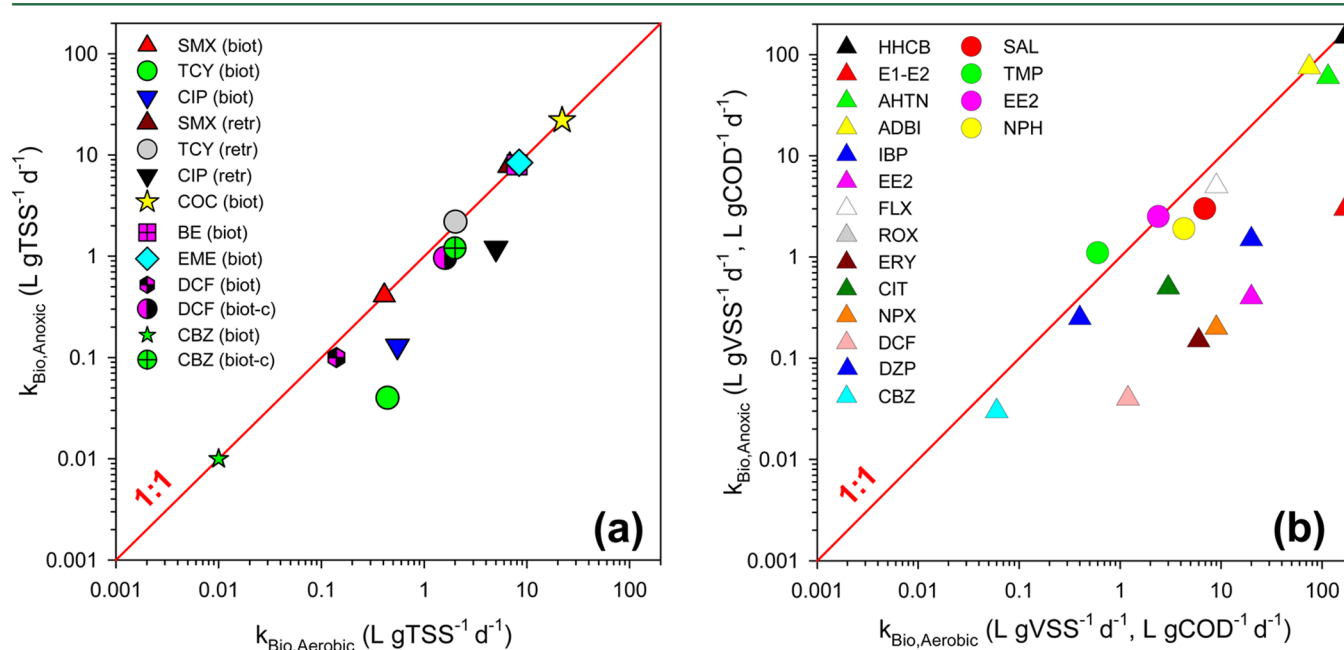 100
10
1
0.1
0.01
0.001
k_Bio,Anoxic (L gTSS⁻¹ d⁻¹)
SMX (biot)
TCY (biot)
CIP (biot)
SMX (retr)
TCY (retr)
CIP (retr)
COC (biot)
BE (biot)
EME (biot)
DCF (biot)
DCF (biot-c)
CBZ (biot)
CBZ (biot-c)
1:1
(a)
0.001
0.01
0.1
1
10
100
k_Bio,Aerobic (L gTSS⁻¹ d⁻¹)
100
10
1
0.1
0.01
0.001
k_Bio,Anoxic (L gVSS⁻¹ d⁻¹, L gCOD⁻¹ d⁻¹)
HHCB
E1-E2
AHTN
ADBI
IBP
EE2
FLX
ROX
ERY
CIT
NPX
DCF
DZP
CBZ
SAL
TMP
EE2
NPH
1:1
(b)
0.001
0.01
0.1
1
10
100
k_Bio,Aerobic (L gVSS⁻¹ d⁻¹, L gCOD⁻¹ d⁻¹)